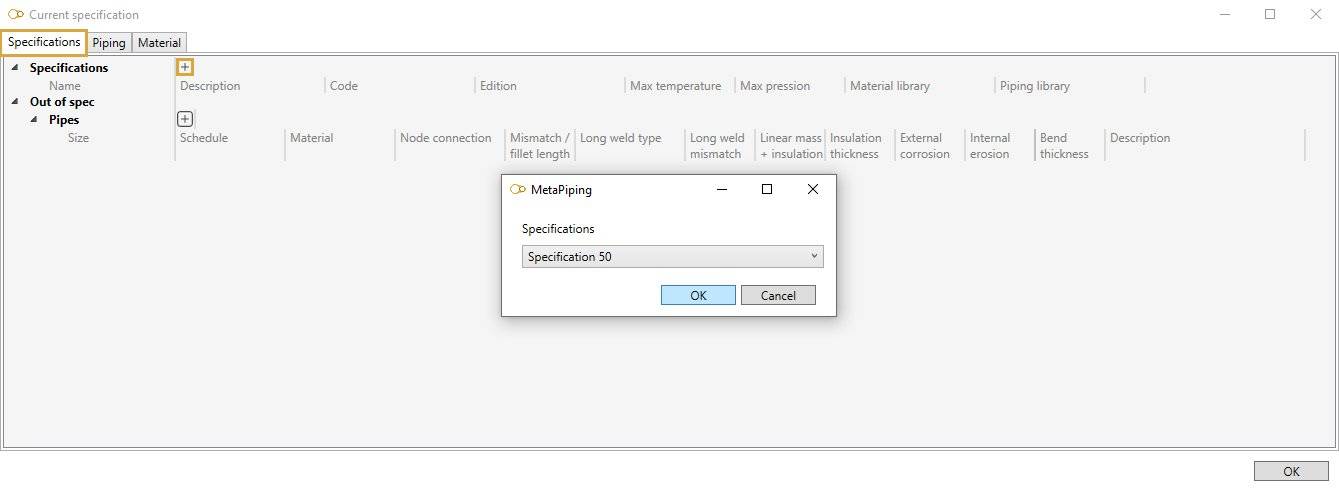 Current specification
Specifications Piping Material
Specifications +
Name Description Code Edition Max temperature Max pression Material library Piping library
Out of spec
Pipes +
Size Schedule Material Node connection Mismatch / fillet length Long weld type Long weld mismatch Linear mass + insulation Insulation thickness External corrosion Internal erosion Bend thickness Description
MetaPiping
Specifications
Specification 50
OK Cancel
OK